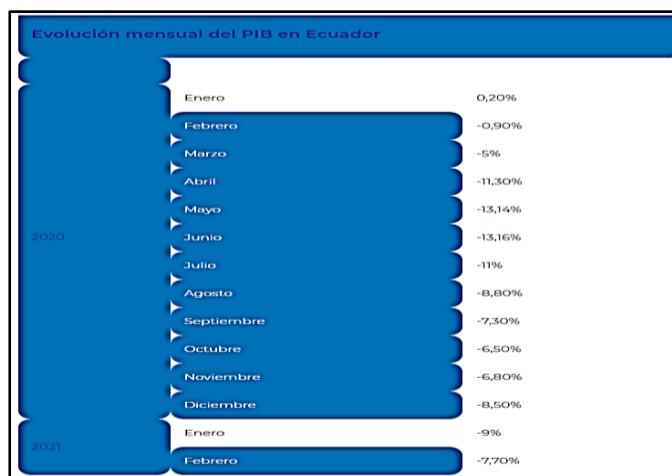 Evolución mensual del PIB en Ecuador
Enero 0,20%
Febrero -0,90%
Marzo -5%
Abril -11,30%
Mayo -13,14%
2020 Junio -13,16%
Julio -11%
Agosto -8,80%
Septiembre -7,30%
Octubre -6,50%
Noviembre -6,80%
Diciembre -8,50%
2021 Enero -9%
Febrero -7,70%